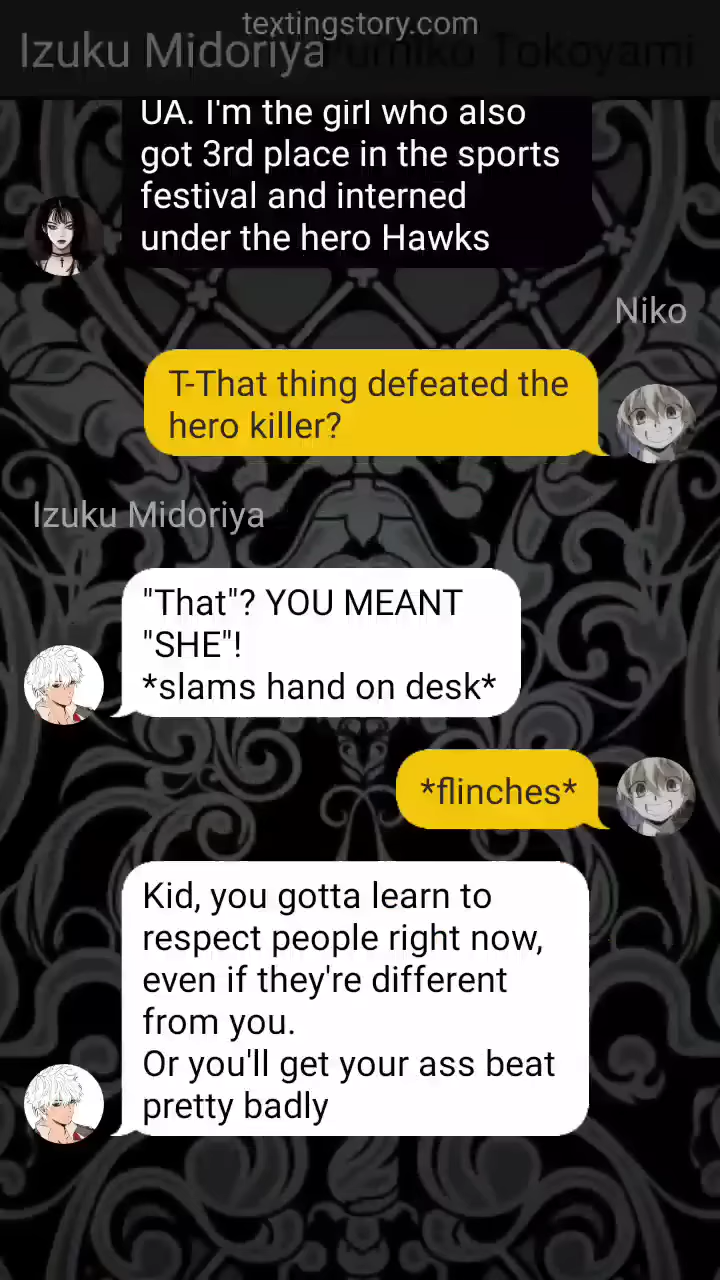 textingstory.com
Izuku Midoriya Fumiko Tokoyami
UA. I'm the girl who also
got 3rd place in the sports
festival and interned
under the hero Hawks
Niko
T-That thing defeated the
hero killer?
Izuku Midoriya
"That"? YOU MEANT
"SHE"!
*slams hand on desk*
*flinches*
Kid, you gotta learn to
respect people right now,
even if they're different
from you.
Or you'll get your ass beat
pretty badly